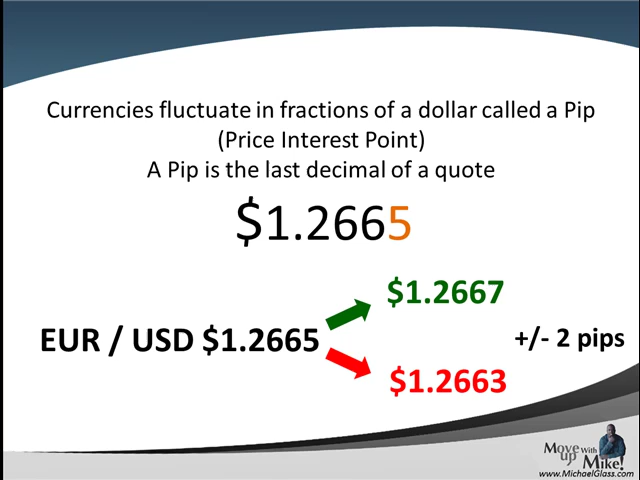 Currencies fluctuate in fractions of a dollar called a Pip
(Price Interest Point)
A Pip is the last decimal of a quote
$1.2665
$1.2667
EUR / USD $1.2665
+/- 2 pips
$1.2663
Move up With Mike!
www.MichaelGlass.com